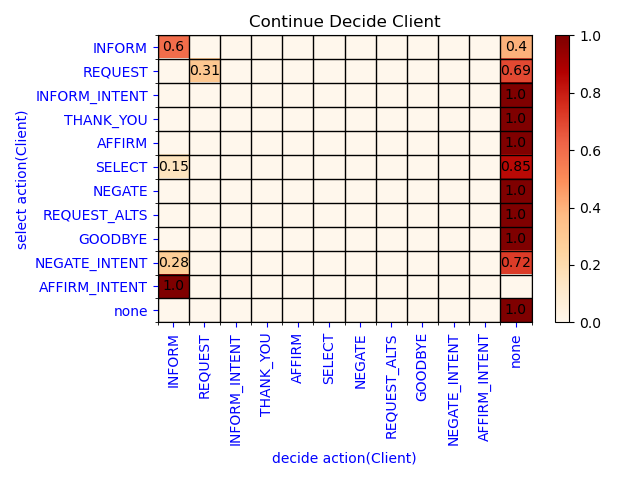 Continue Decide Client
INFORM 0.6 0.4 1.0
REQUEST 0.31 0.69
INFORM_INTENT 1.0
THANK_YOU 1.0 0.8
AFFIRM 1.0
SELECT 0.15 0.85 0.6
NEGATE 1.0
REQUEST_ALTS 1.0 0.4
GOODBYE 1.0
NEGATE_INTENT 0.28 0.72 0.2
AFFIRM_INTENT 1.0
none 1.0 0.0
select action(Client)
INFORM REQUEST INFORM_INTENT THANK_YOU AFFIRM SELECT NEGATE REQUEST_ALTS GOODBYE NEGATE_INTENT AFFIRM_INTENT none
decide action(Client)